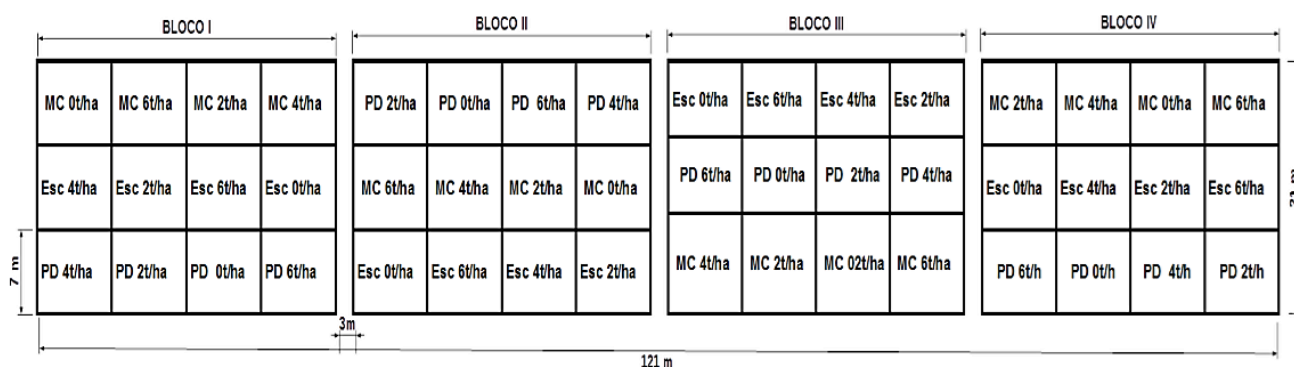 BLOCO I
MC 0t/ha MC 6t/ha MC 2t/ha MC 4t/ha
Esc 4t/ha Esc 2t/ha Esc 6t/ha Esc 0t/ha
PD 4t/ha PD 2t/ha PD 0t/ha PD 6t/ha
7 m
BLOCO II
PD 2t/ha PD 0t/ha PD 6t/ha PD 4t/ha
MC 6t/ha MC 4t/ha MC 2t/ha MC 0t/ha
Esc 0t/ha Esc 6t/ha Esc 4t/ha Esc 2t/ha
BLOCO III
Esc 0t/ha Esc 6t/ha Esc 4t/ha Esc 2t/ha
PD 6t/ha PD 0t/ha PD 2t/ha PD 4t/ha
MC 4t/ha MC 2t/ha MC 02t/ha MC 6t/ha
BLOCO IV
MC 2t/ha MC 4t/ha MC 0t/ha MC 6t/ha
Esc 0t/ha Esc 4t/ha Esc 2t/ha Esc 6t/ha
PD 6t/h PD 0t/h PD 4t/h PD 2t/h
3m
121 m